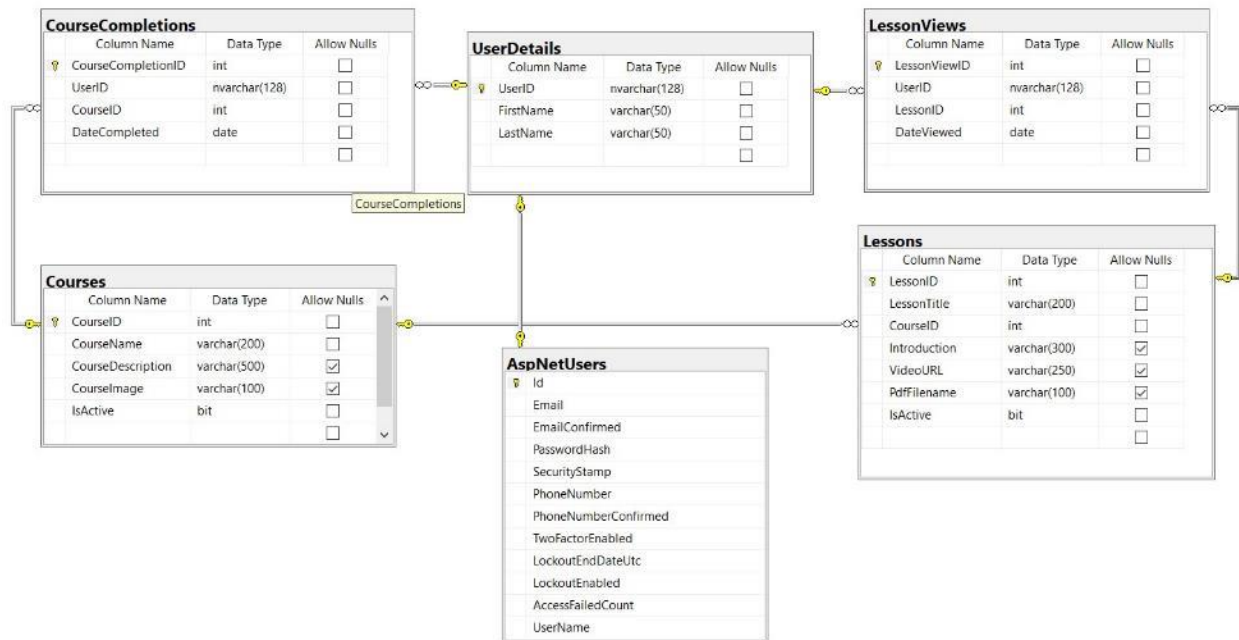 CourseCompletions
Column Name Data Type Allow Nulls
CourseCompletionID int
UserID nvarchar(128)
CourseID int
DateCompleted date
UserDetails
Column Name Data Type Allow Nulls
UserID nvarchar(128)
FirstName varchar(50)
LastName varchar(50)
LessonViews
Column Name Data Type Allow Nulls
LessonViewID int
UserID nvarchar(128)
LessonID int
DateViewed date
CourseCompletions
Courses
Column Name Data Type Allow Nulls
CourseID int
CourseName varchar(200)
CourseDescription varchar(500)
CourseImage varchar(100)
IsActive bit
Lessons
Column Name Data Type Allow Nulls
LessonID int
LessonTitle varchar(200)
CourseID int
Introduction varchar(300)
VideoURL varchar(250)
PdfFilename varchar(100)
IsActive bit
AspNetUsers
Id
Email
EmailConfirmed
PasswordHash
SecurityStamp
PhoneNumber
PhoneNumberConfirmed
TwoFactorEnabled
LockoutEndDateUtc
LockoutEnabled
AccessFailedCount
UserName